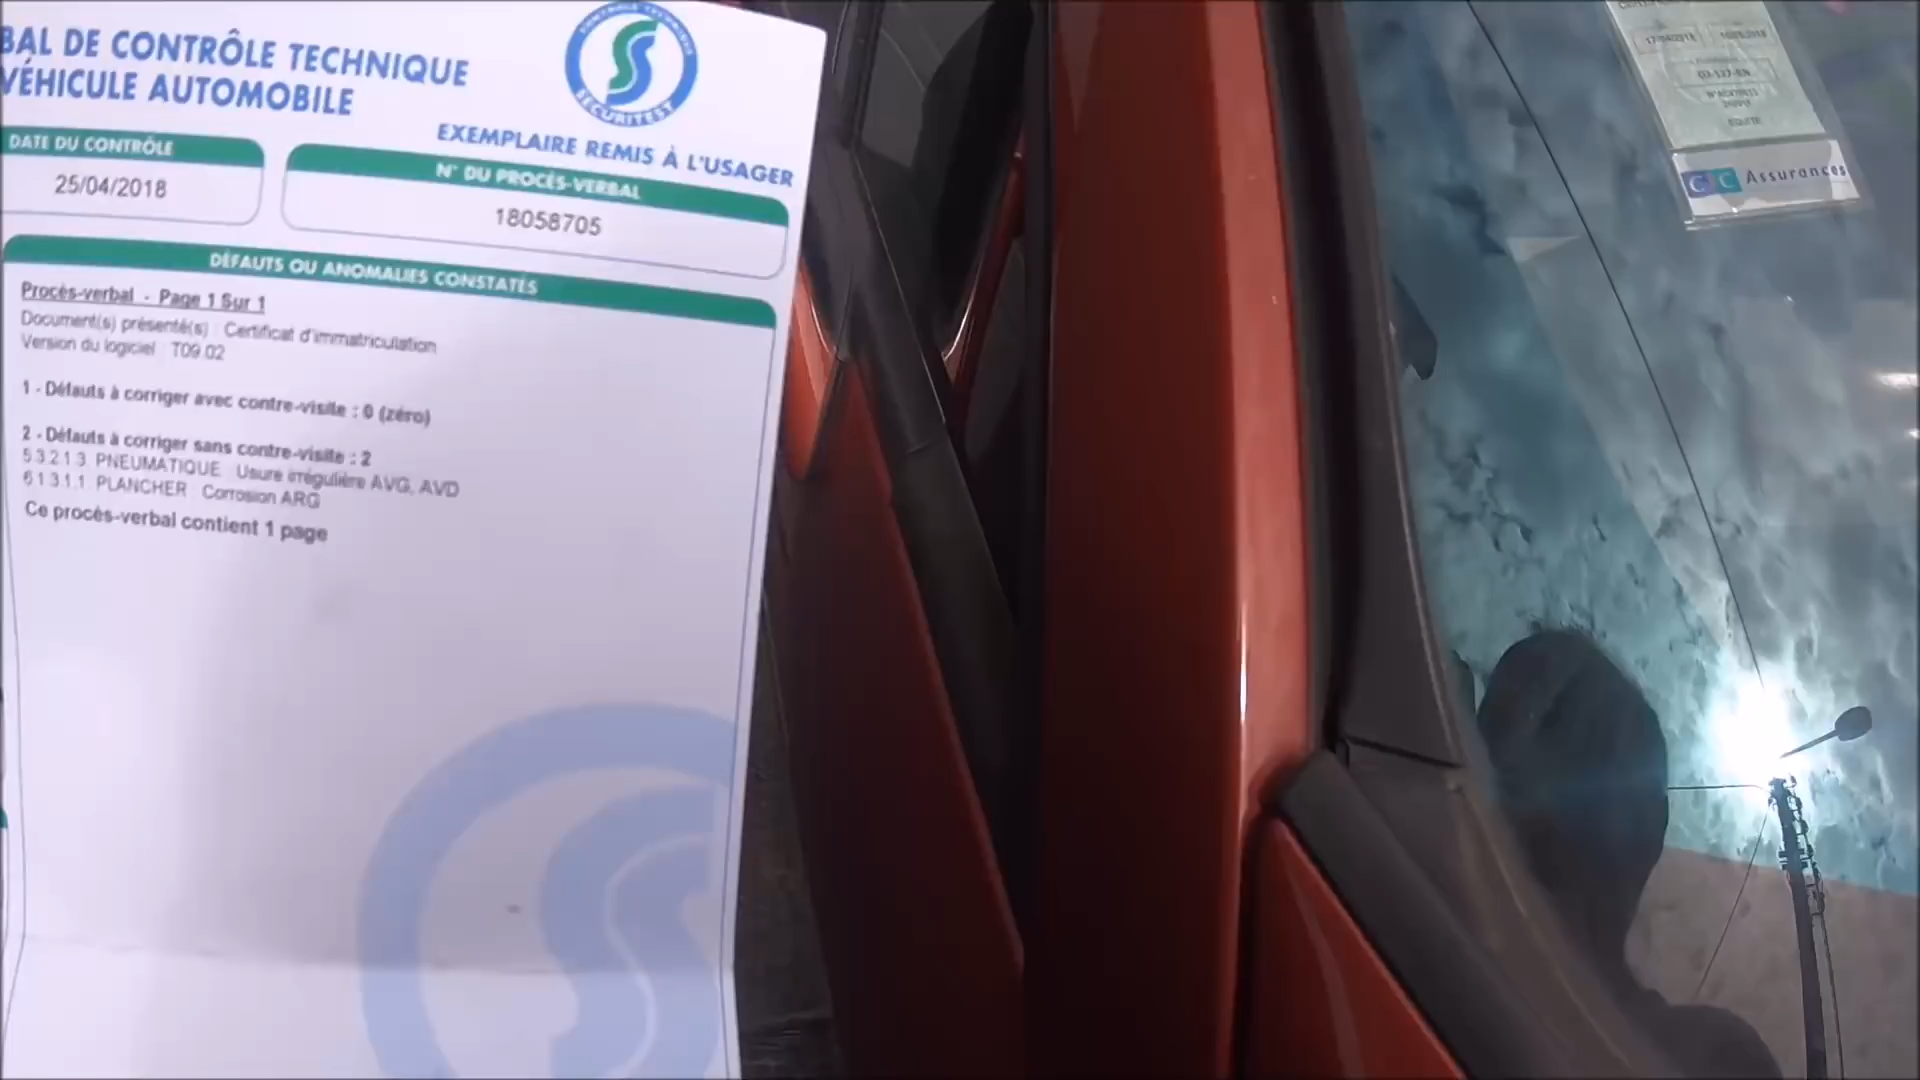 BAL DE CONTRÔLE TECHNIQUE
VÉHICULE AUTOMOBILE
CONTROLE TECHNIQUE
SECURITEST
EXEMPLAIRE REMIS À L'USAGER
DATE DU CONTRÔLE
25/04/2018
N° DU PROCÈS-VERBAL
18058705
DÉFAUTS OU ANOMALIES CONSTATÉS
Procès-verbal - Page 1 Sur 1
Document(s) présenté(s) : Certificat d'immatriculation
Version du logiciel : T09.02
1 - Défauts à corriger avec contre-visite : 0 (zéro)
2 - Défauts à corriger sans contre-visite : 2
5.3.2.1.3. PNEUMATIQUE : Usure irrégulière AVG, AVD
6.1.3.1.1. PLANCHER : Corrosion ARG
Ce procès-verbal contient 1 page
CIC Assurances